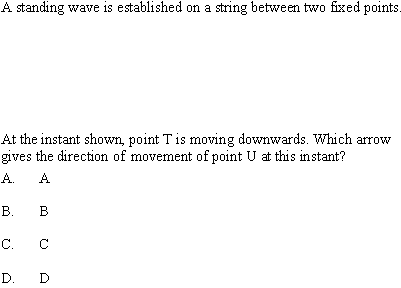 A standing wave is established on a string between two fixed points.
At the instant shown, point T is moving downwards. Which arrow
gives the direction of movement of point U at this instant?
A. A
B. B
C. C
D. D